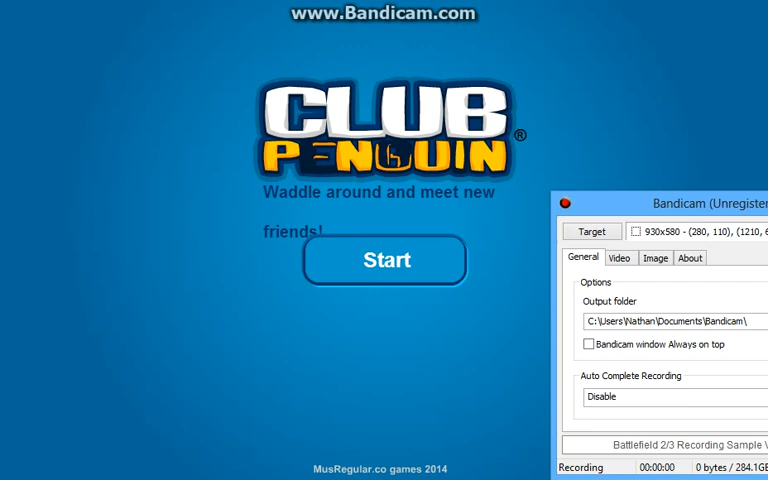 www.Bandicam.com
CLUB
PENGUIN®
Waddle around and meet new
friends!
Start
MusRegular.co games 2014
Bandicam (Unregister
Target
930x580 - (280, 110), (1210, 6
General Video Image About
Options
Output folder
C:\Users\Nathan\Documents\Bandicam\
Bandicam window Always on top
Auto Complete Recording
Disable
Battlefield 2/3 Recording Sample
Recording 00:00:00 0 bytes / 284.1GB